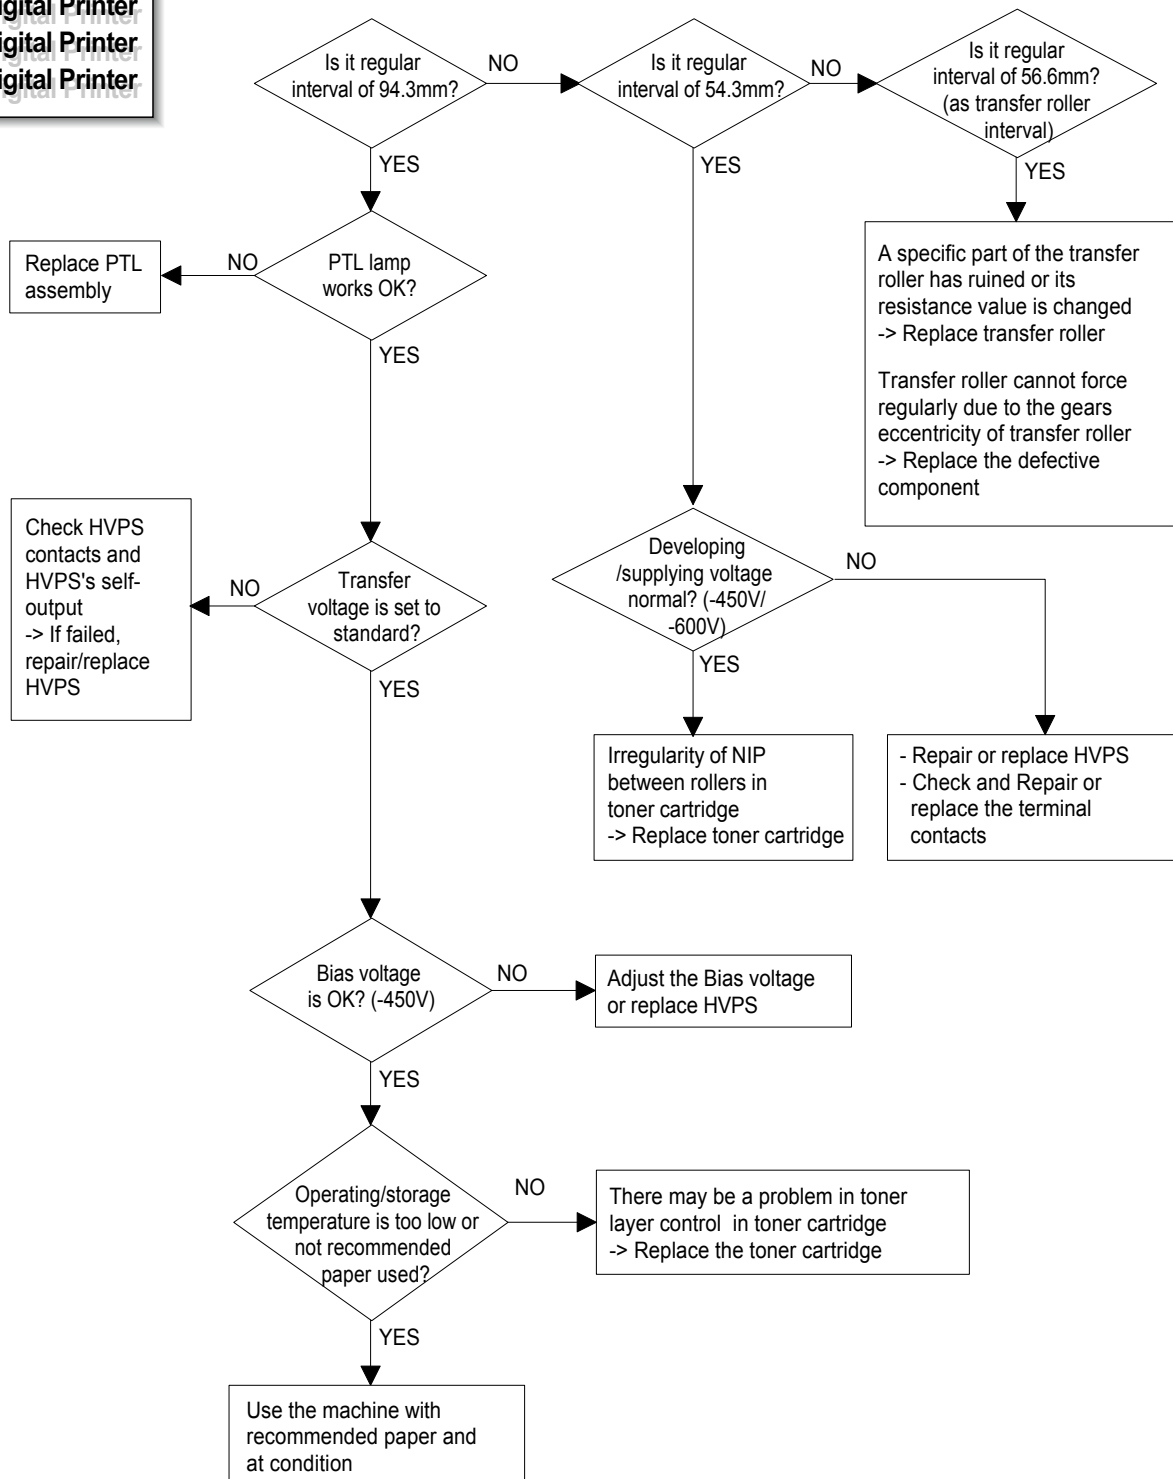 Digital Printer
Digital Printer
Digital Printer
Is it regular
interval of 94.3mm?
NO
Is it regular
interval of 54.3mm?
NO
Is it regular
interval of 56.6mm?
(as transfer roller
interval)
YES
YES
YES
Replace PTL
assembly
NO
PTL lamp
works OK?
YES
A specific part of the transfer
roller has ruined or its
resistance value is changed
-> Replace transfer roller
Transfer roller cannot force
regularly due to the gears
eccentricity of transfer roller
-> Replace the defective
component
Check HVPS
contacts and
HVPS's self-
output
-> If failed,
repair/replace
HVPS
NO
Transfer
voltage is set to
standard?
YES
Developing
/supplying voltage
normal? (-450V/
-600V)
NO
YES
Irregularity of NIP
between rollers in
toner cartridge
-> Replace toner cartridge
- Repair or replace HVPS
- Check and Repair or
replace the terminal
contacts
Bias voltage
is OK? (-450V)
NO
Adjust the Bias voltage
or replace HVPS
YES
Operating/storage
temperature is too low or
not recommended
paper used?
NO
There may be a problem in toner
layer control in toner cartridge
-> Replace the toner cartridge
YES
Use the machine with
recommended paper and
at condition